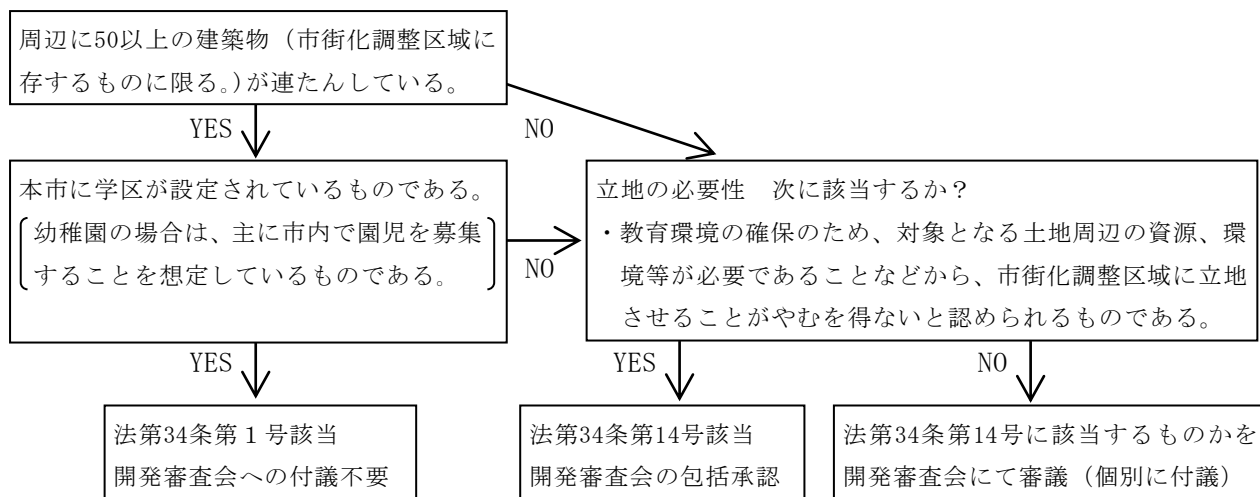 周辺に50以上の建築物（市街化調整区域に
存するものに限る。）が連たんしている。
YES
NO
本市に学区が設定されているものである。
幼稚園の場合は、主に市内で園児を募集
することを想定しているものである。
NO
立地の必要性　次に該当するか？
・教育環境の確保のため、対象となる土地周辺の資源、環
境等が必要であることなどから、市街化調整区域に立地
させることがやむを得ないと認められるものである。
YES
YES
NO
法第34条第１号該当
開発審査会への付議不要
法第34条第14号該当
開発審査会の包括承認
法第34条第14号に該当するものかを
開発審査会にて審議（個別に付議）